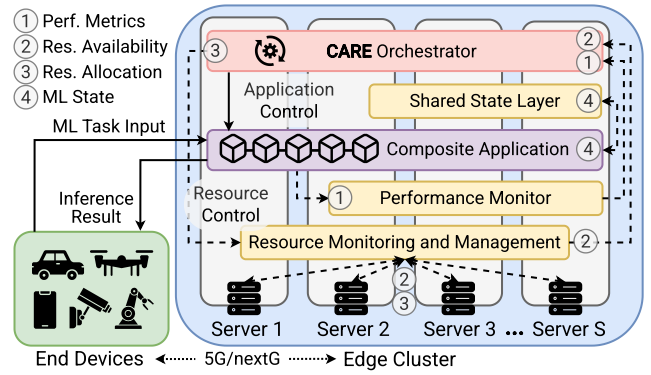 1 Perf. Metrics
2 Res. Availability
3 Res. Allocation
4 ML State
3 CARE Orchestrator 2
1
Application
Control
Shared State Layer 4
ML Task Input
Composite Application 4
Inference
Result
Resource
Control
1 Performance Monitor
Resource Monitoring and Management 2
2
3
Server 1 Server 2 Server 3 ... Server S
End Devices 5G/nextG Edge Cluster